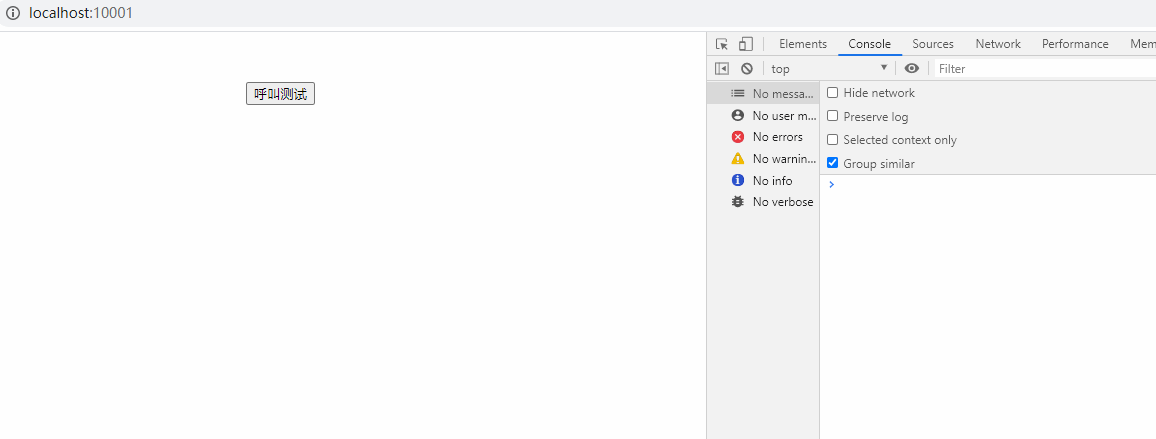 localhost:10001
呼叫测试
Elements Console Sources Network Performance Mem
top Filter
No messa...
No user m...
No errors
No warnin...
No info
No verbose
Hide network
Preserve log
Selected context only
Group similar